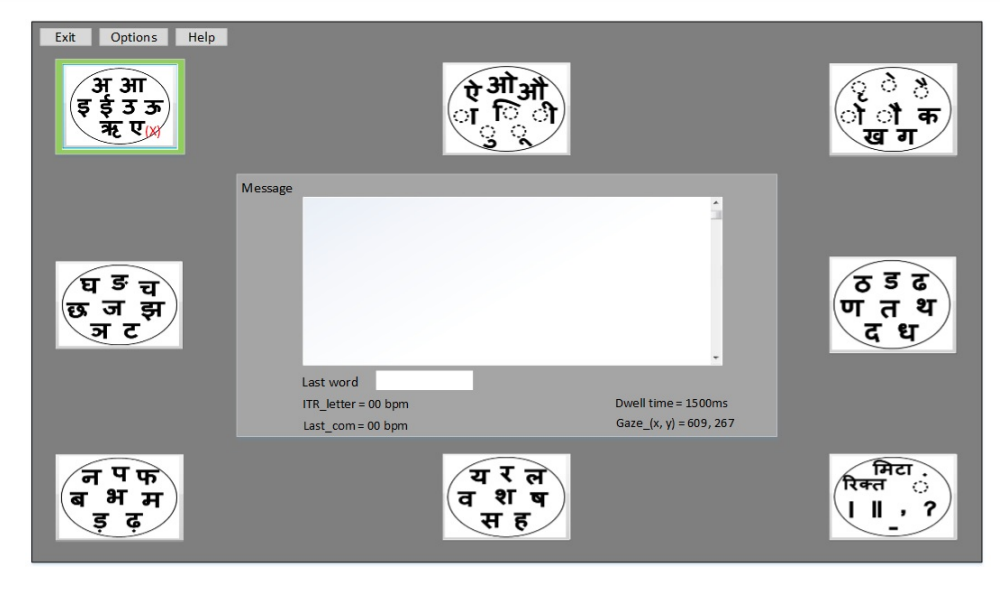 Exit Options Help
अ आ
इ ई उ ऊ
ऋ ए (X)
ऐ ओ औ
ा ि ी
ु ू
ृ े ै
ो ौ क
ख ग
Message
घ ङ च
छ ज झ
ञ ट
ठ ड ढ
ण त थ
द ध
Last word
ITR_letter = 00 bpm
Dwell time = 1500ms
Last_com = 00 bpm
Gaze_(x, y) = 609, 267
न प फ
ब भ म
ड़ ढ़
य र ल
व श ष
स ह
मिटा .
रिक्त ं
। ॥ , ?
_